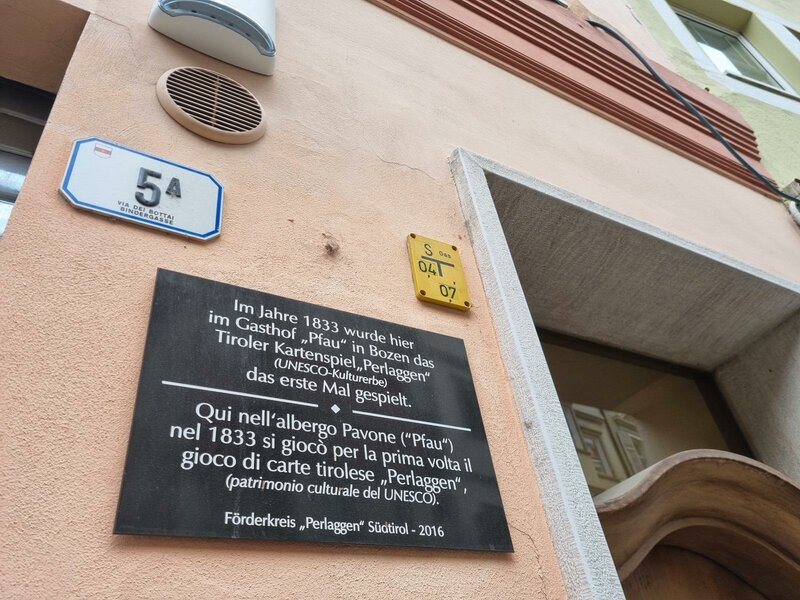 5A
VIA DEI BOTTAI
BINDERGASSE
S Gas
04
07
Im Jahre 1833 wurde hier
im Gasthof „Pfau“ in Bozen das
Tiroler Kartenspiel „Perlaggen“
(UNESCO-Kulturerbe)
das erste Mal gespielt.
Qui nell‘albergo Pavone (“Pfau“)
nel 1833 si giocò per la prima volta il
gioco di carte tirolese „Perlaggen“,
(patrimonio culturale del UNESCO).
Förderkreis „Perlaggen“ Südtirol - 2016